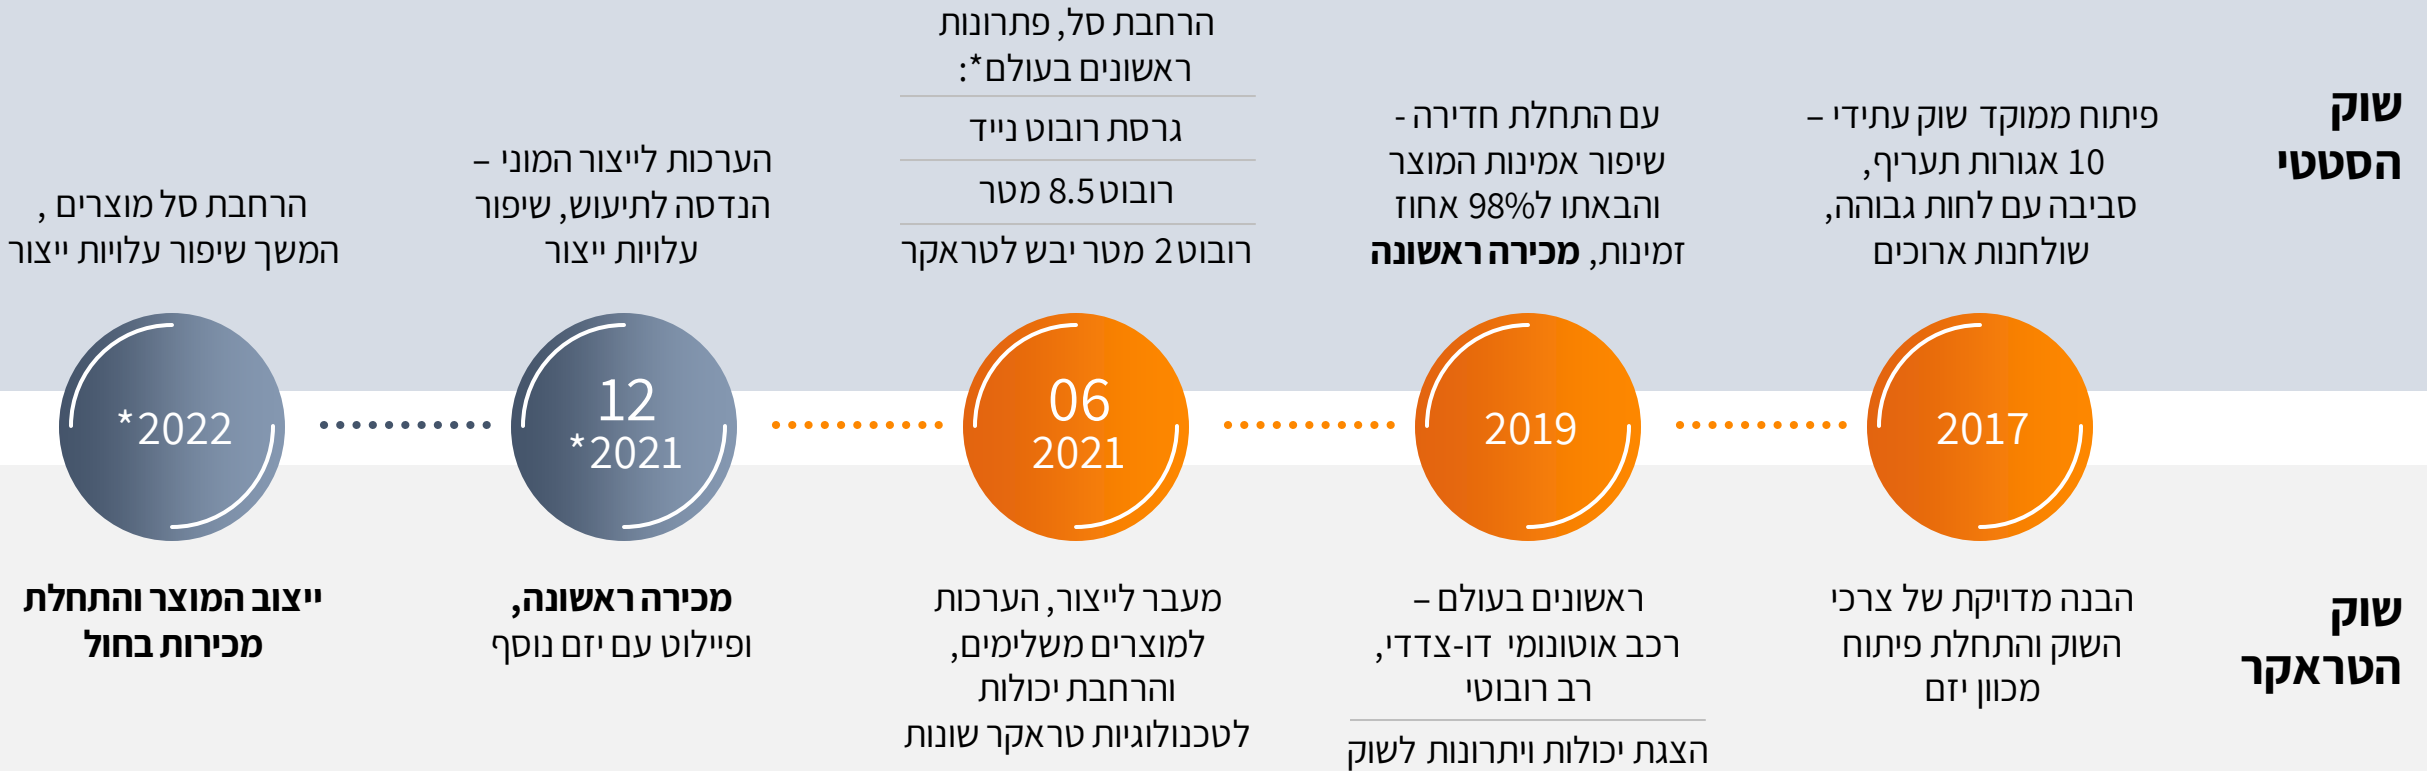 שוק
הסטטי
פיתוח ממוקד שוק עתידי –
10 אגורות תעריף,
סביבה עם לחות גבוהה,
שולחנות ארוכים
עם התחלת חדירה -
שיפור אמינות המוצר
והבאתו ל98% אחוז
זמינות, מכירה ראשונה
הרחבת סל, פתרונות
ראשונים בעולם*:
גרסת רובוט נייד
רובוט 8.5 מטר
רובוט 2 מטר יבש לטראקר
הערכות לייצור המוני –
הנדסה לתיעוש, שיפור
עלויות ייצור
הרחבת סל מוצרים ,
המשך שיפור עלויות ייצור
2017
2019
06
2021
12
*2021
*2022
שוק
הטראקר
הבנה מדויקת של צרכי
השוק והתחלת פיתוח
מכוון יזם
ראשונים בעולם –
רכב אוטונומי דו-צדדי,
רב רובוטי
הצגת יכולות ויתרונות לשוק
מעבר לייצור, הערכות
למוצרים משלימים,
והרחבת יכולות
לטכנולוגיות טראקר שונות
מכירה ראשונה,
ופיילוט עם יזם נוסף
ייצוב המוצר והתחלת
מכירות בחול